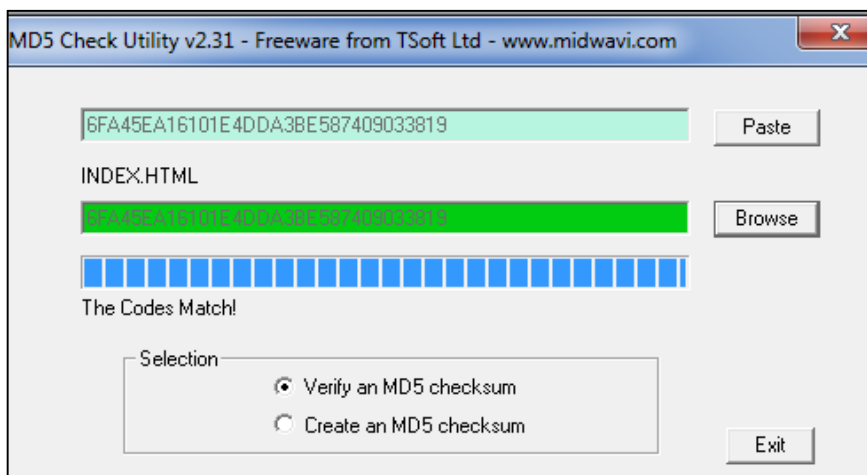 MD5 Check Utility v2.31 - Freeware from TSoft Ltd - www.midwavi.com
6FA45EA16101E4DDA3BE587409033819
Paste
INDEX.HTML
6FA45EA16101E4DDA3BE587409033819
Browse
The Codes Match!
Selection
Verify an MD5 checksum
Create an MD5 checksum
Exit